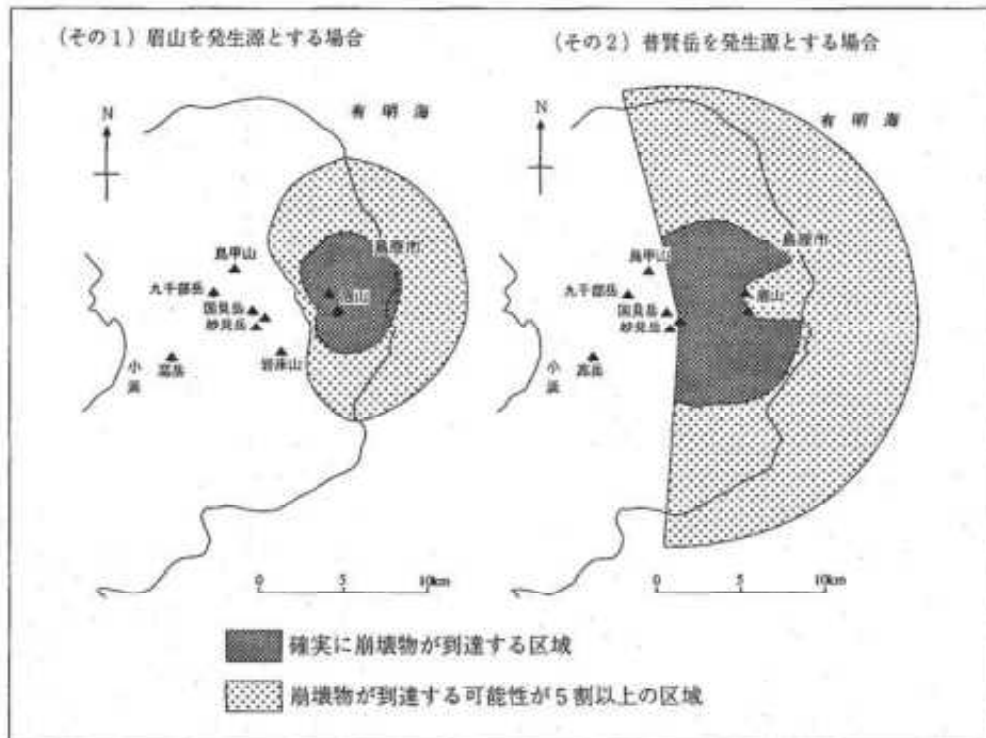 (その1) 眉山を発生源とする場合
N
有明海
島原市
鳥甲山
眉山
九千部岳
国見岳
妙見岳
岩床山
高岳
小浜
0 5 10km
(その2) 普賢岳を発生源とする場合
N
有明海
島原市
鳥甲山
眉山
九千部岳
国見岳
妙見岳
高岳
小浜
0 5 10km
確実に崩壊物が到達する区域
崩壊物が到達する可能性が5割以上の区域